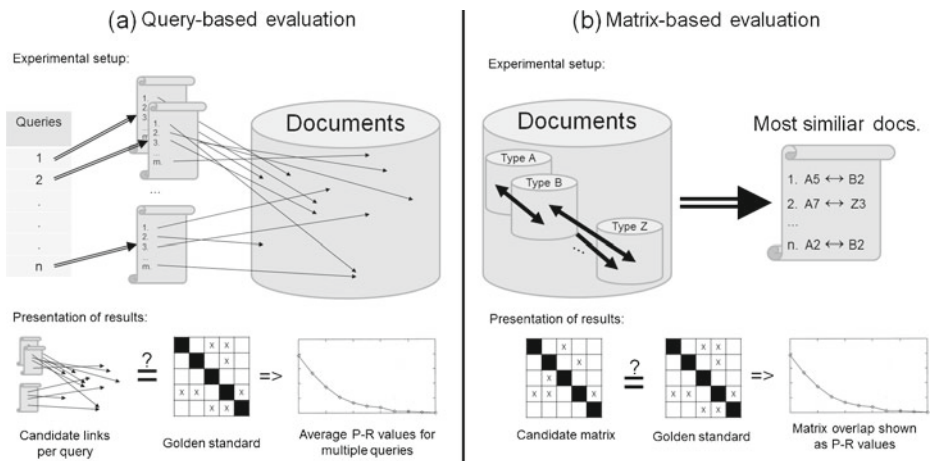 (a) Query-based evaluation
Experimental setup:
Queries
1
2
.
.
.
n
1.
2.
3.
...
m
1.
2.
3.
...
m.
...
1.
2.
3.
...
m.
Documents
Presentation of results:
?
=
x x
x
x x
x x
=>
Candidate links
per query
Golden standard
Average P-R values for
multiple queries
(b) Matrix-based evaluation
Experimental setup:
Documents
Type A
Type B
...
Type Z
Most similiar docs.
1. A5 ↔ B2
2. A7 ↔ Z3
...
n. A2 ↔ B2
Presentation of results:
x
x
x x
x x
?
=
x x
x
x x
x x
=>
Candidate matrix
Golden standard
Matrix overlap shown
as P-R values